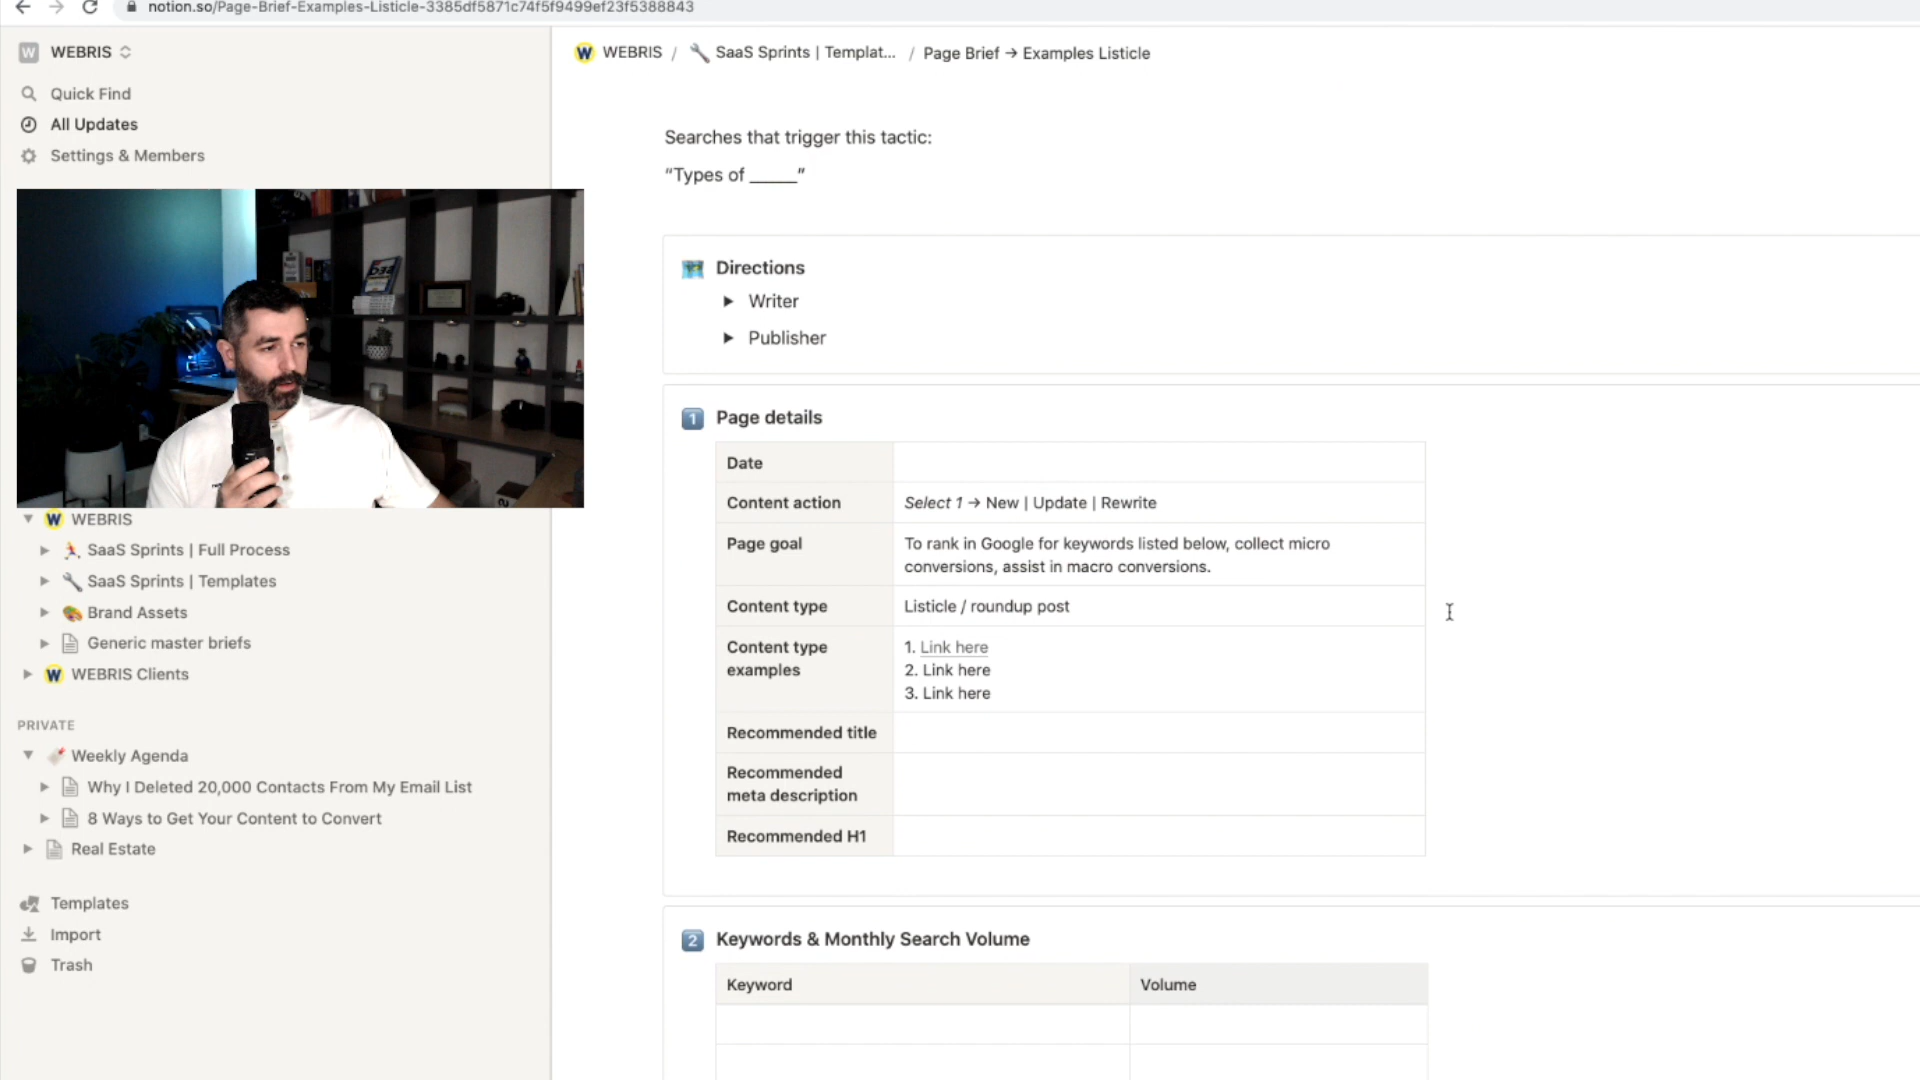 notion.so/Page-Brief-Examples-Listicle-3385df5871c74f5f9499ef23f5388843
W WEBRIS
Quick Find
All Updates
Settings & Members
W WEBRIS
SaaS Sprints | Full Process
SaaS Sprints | Templates
Brand Assets
Generic master briefs
W WEBRIS Clients
PRIVATE
Weekly Agenda
Why I Deleted 20,000 Contacts From My Email List
8 Ways to Get Your Content to Convert
Real Estate
Templates
Import
Trash
W WEBRIS / SaaS Sprints | Templat... / Page Brief → Examples Listicle
Searches that trigger this tactic:
“Types of _____”
Directions
Writer
Publisher
1 Page details
Date
Content action Select 1 → New | Update | Rewrite
Page goal To rank in Google for keywords listed below, collect micro
conversions, assist in macro conversions.
Content type Listicle / roundup post
Content type
examples
1. Link here
2. Link here
3. Link here
Recommended title
Recommended
meta description
Recommended H1
2 Keywords & Monthly Search Volume
Keyword Volume
SEO